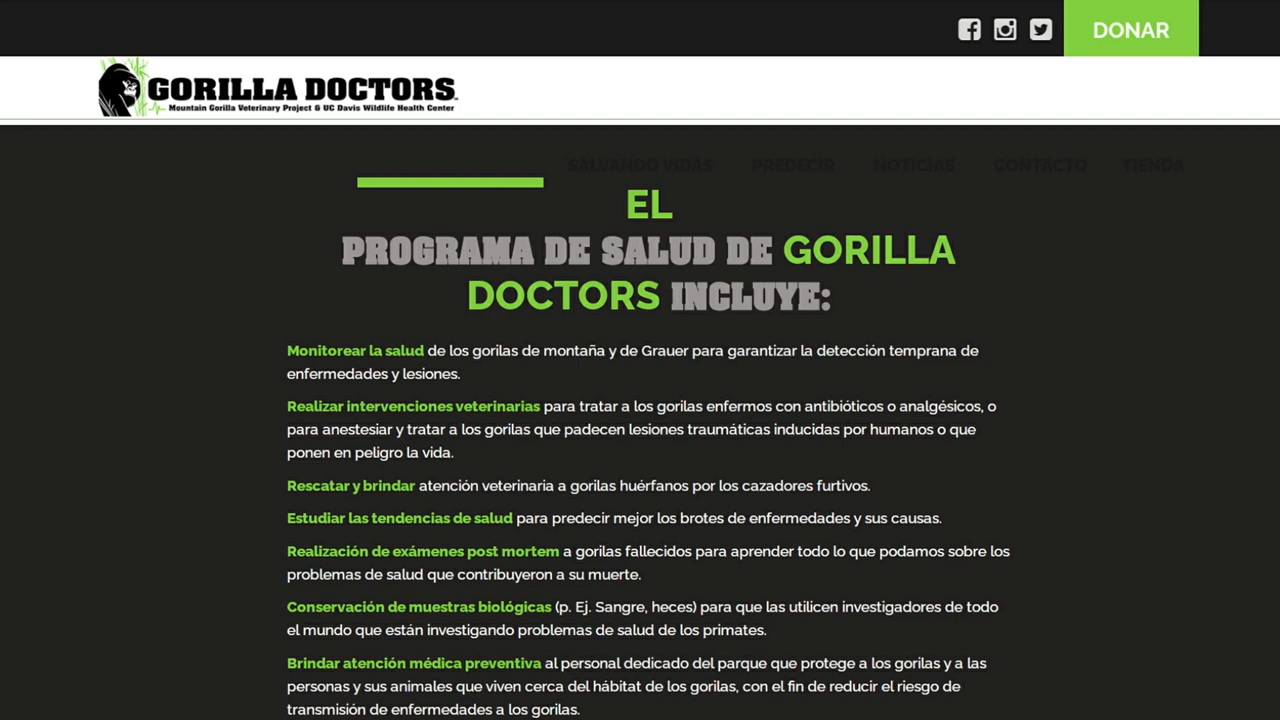 DONAR
GORILLA DOCTORS
Mountain Gorilla Veterinary Project & UC Davis Wildlife Health Center
SALVANDO VIDAS PREDECIR NOTICIAS CONTACTO TIENDA
EL
PROGRAMA DE SALUD DE GORILLA
DOCTORS INCLUYE:
Monitorear la salud de los gorilas de montaña y de Grauer para garantizar la detección temprana de
enfermedades y lesiones.
Realizar intervenciones veterinarias para tratar a los gorilas enfermos con antibióticos o analgésicos, o
para anestesiar y tratar a los gorilas que padecen lesiones traumáticas inducidas por humanos o que
ponen en peligro la vida.
Rescatar y brindar atención veterinaria a gorilas huérfanos por los cazadores furtivos.
Estudiar las tendencias de salud para predecir mejor los brotes de enfermedades y sus causas.
Realización de exámenes post mortem a gorilas fallecidos para aprender todo lo que podamos sobre los
problemas de salud que contribuyeron a su muerte.
Conservación de muestras biológicas (p. Ej. Sangre, heces) para que las utilicen investigadores de todo
el mundo que están investigando problemas de salud de los primates.
Brindar atención médica preventiva al personal dedicado del parque que protege a los gorilas y a las
personas y sus animales que viven cerca del hábitat de los gorilas, con el fin de reducir el riesgo de
transmisión de enfermedades a los gorilas.